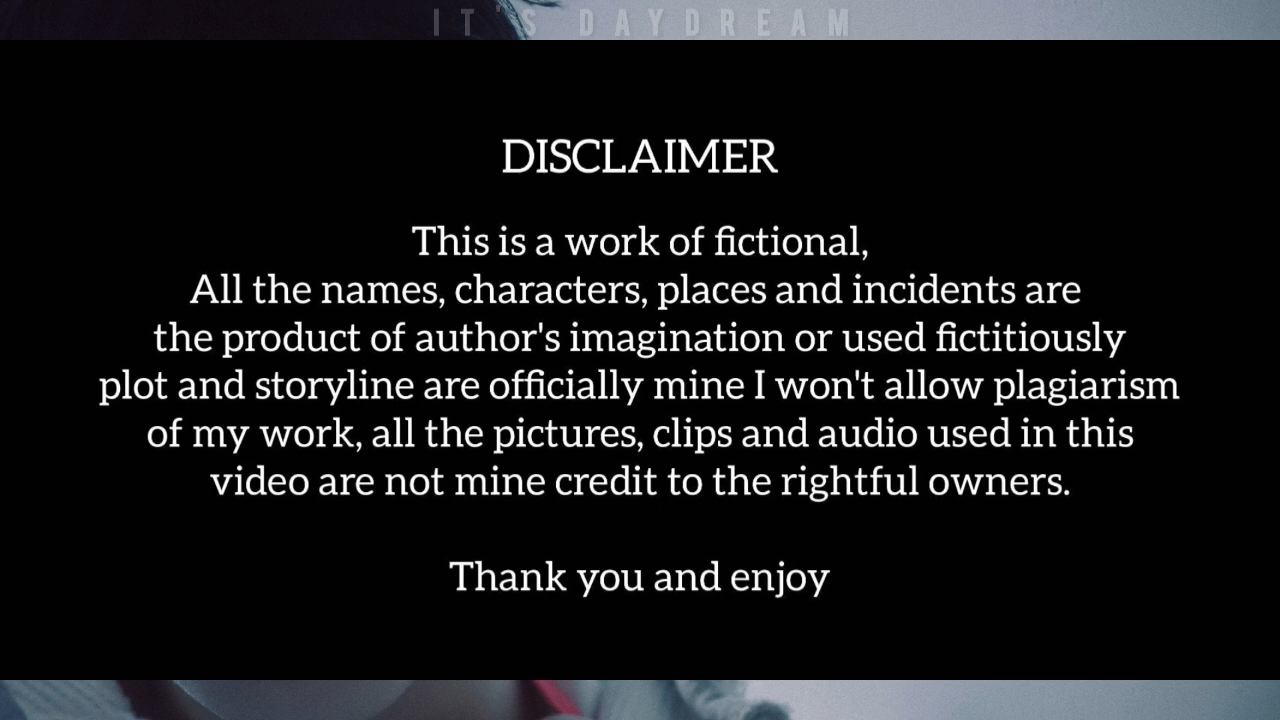 IT'S DAYDREAM
DISCLAIMER
This is a work of fictional,
All the names, characters, places and incidents are
the product of author's imagination or used fictitiously
plot and storyline are officially mine I won't allow plagiarism
of my work, all the pictures, clips and audio used in this
video are not mine credit to the rightful owners.
Thank you and enjoy